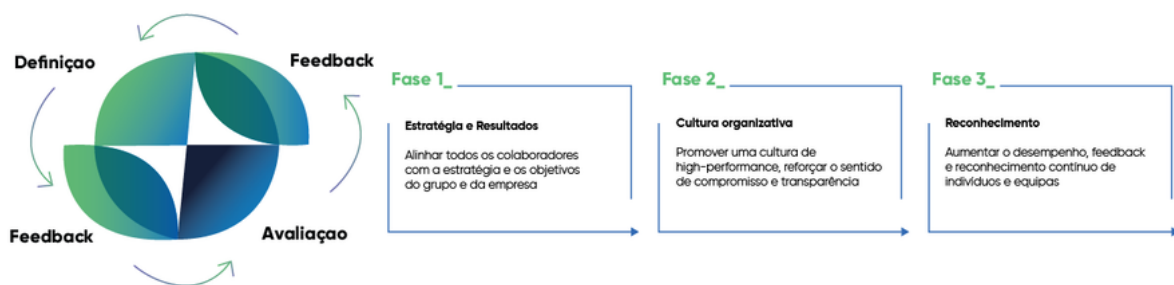 Definiçao
Feedback
Feedback
Avaliaçao
Fase 1_
Estratégia e Resultados
Alinhar todos os colaboradores
com a estratégia e os objetivos
do grupo e da empresa
Fase 2_
Cultura organizativa
Promover uma cultura de
high-performance, reforçar o sentido
de compromisso e transparência
Fase 3_
Reconhecimento
Aumentar o desempenho, feedback
e reconhecimento contínuo de
indivíduos e equipas